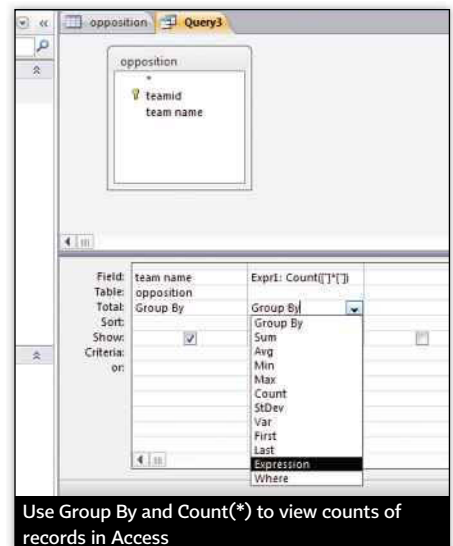 opposition Query3
opposition
*
teamid
team name
Field: team name Expr1: Count([']*['])
Table: opposition
Total: Group By Group By
Sort:
Show:
Criteria:
or:
Group By
Sum
Avg
Min
Max
Count
StDev
Var
First
Last
Expression
Where
Use Group By and Count(*) to view counts of
records in Access